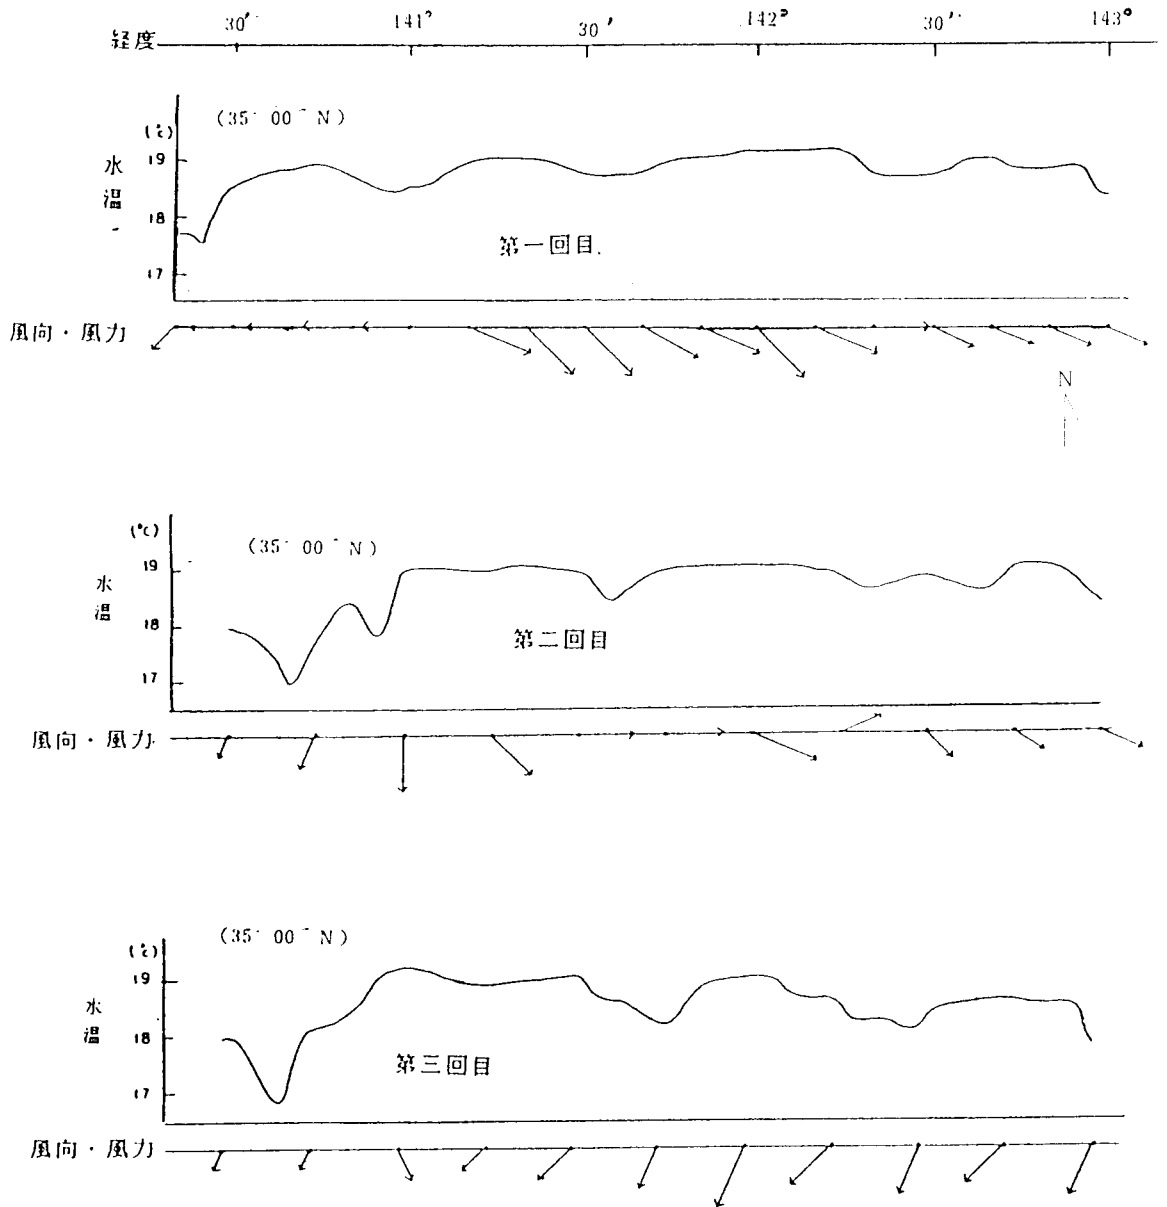 経度 30′ 141° 30′ 142° 30′ 143°
(35° 00′ N)
(℃)
水温
19
18
17
第一回目
風向・風力
N
(℃)
(35° 00′ N)
水温
19
18
17
第二回目
風向・風力
(35° 00′ N)
(℃)
水温
19
18
17
第三回目
風向・風力